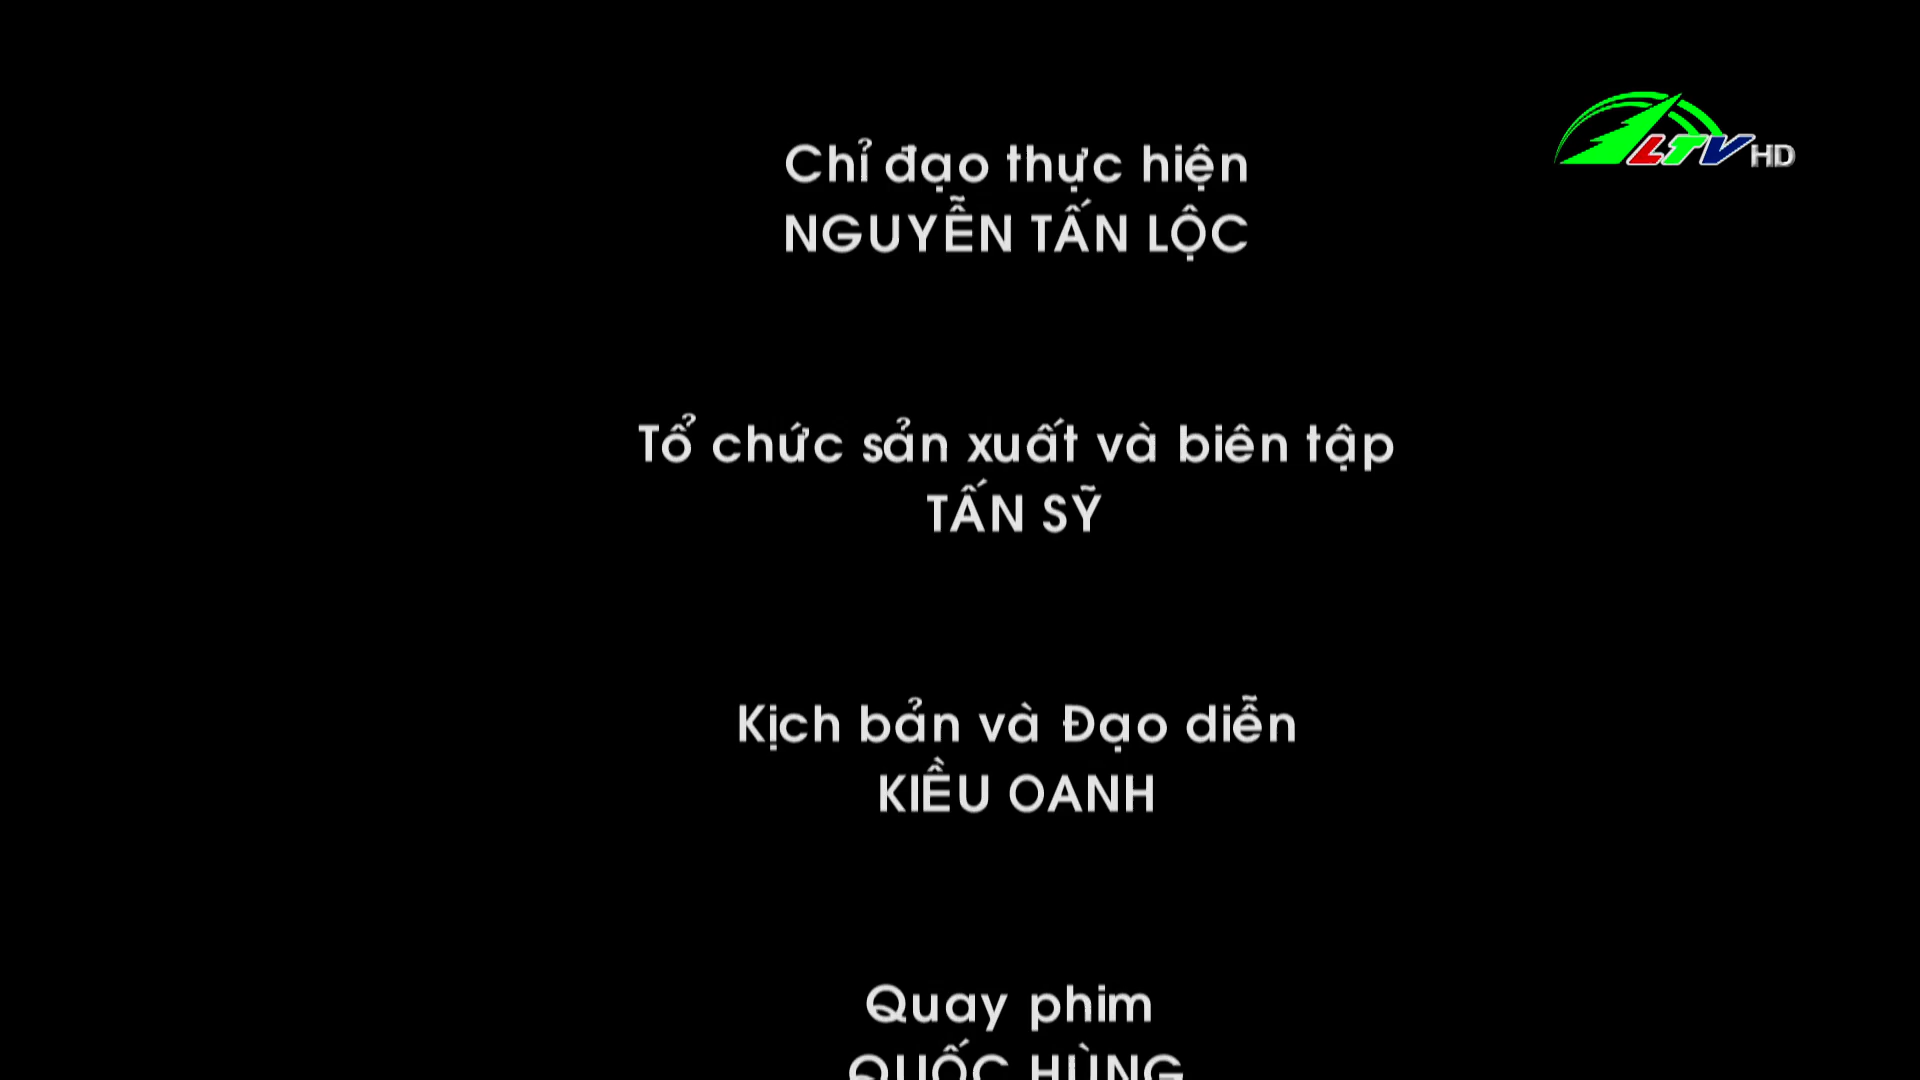 LTV HD
Chỉ đạo thực hiện
NGUYỄN TẤN LỘC
Tổ chức sản xuất và biên tập
TẤN SỸ
Kịch bản và Đạo diễn
KIỀU OANH
Quay phim
QUỐC HÙNG